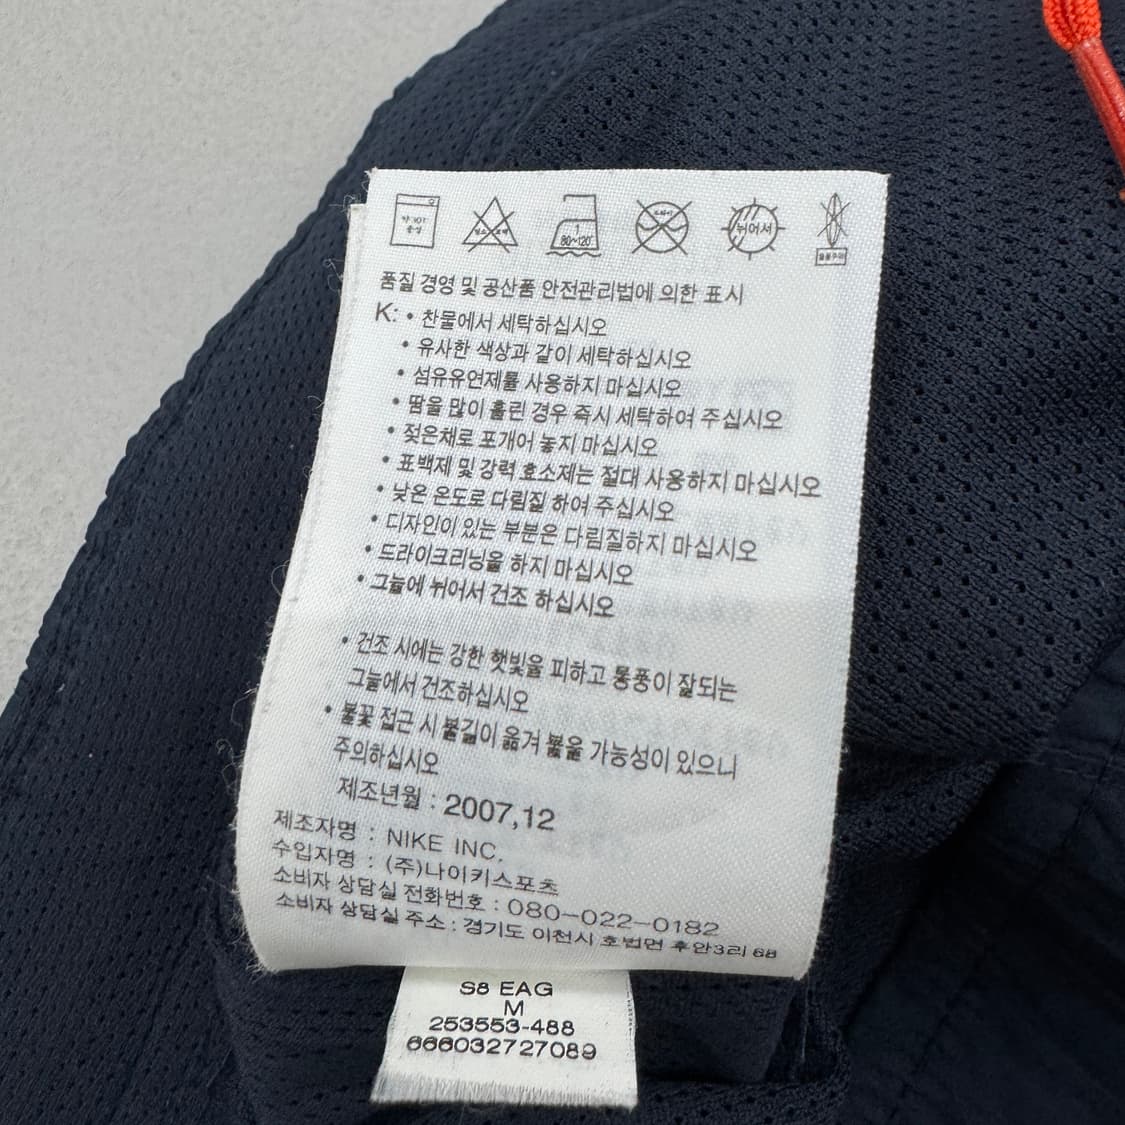 약 30℃
중성
1
80~120℃
드라이
뉘어서
품질 경영 및 공산품 안전관리법에 의한 표시
K: • 찬물에서 세탁하십시오
• 유사한 색상과 같이 세탁하십시오
• 섬유유연제를 사용하지 마십시오
• 땀을 많이 흘린 경우 즉시 세탁하여 주십시오
• 젖은채로 포개어 놓지 마십시오
• 표백제 및 강력 효소제는 절대 사용하지 마십시오
• 낮은 온도로 다림질 하여 주십시오
• 디자인이 있는 부분은 다림질하지 마십시오
• 드라이크리닝을 하지 마십시오
• 그늘에 뉘어서 건조 하십시오
• 건조 시에는 강한 햇빛을 피하고 통풍이 잘되는
그늘에서 건조하십시오
• 불꽃 접근 시 불길이 옮겨 붙을 가능성이 있으니
주의하십시오
제조년월 : 2007,12
제조자명 : NIKE INC.
수입자명 : (주)나이키스포츠
소비자 상담실 전화번호 : 080-022-0182
소비자 상담실 주소 : 경기도 이천시 호법면 후안3리 68
S8 EAG
M
253553-488
666032727089